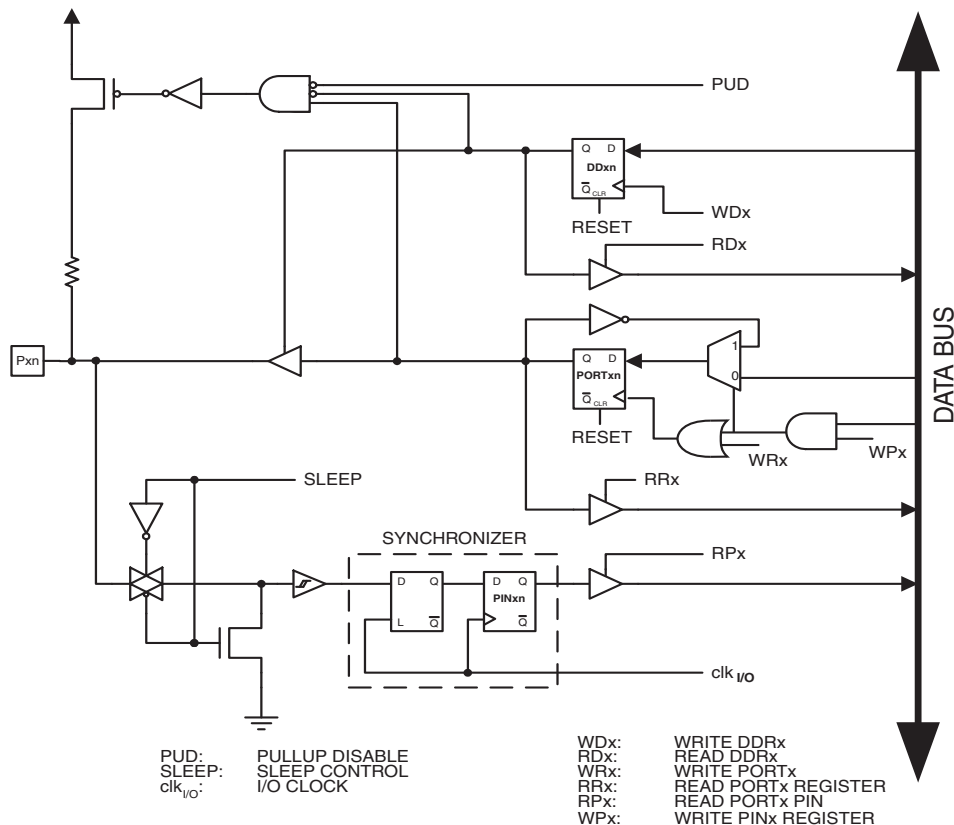 PUD
Q D
DDxn
Q CLR
WDx
RESET
RDx
Pxn
1
Q D
PORTxn
0
Q CLR
RESET
WRx
WPx
DATA BUS
SLEEP
RRx
SYNCHRONIZER
RPx
D Q
D Q
PINxn
L Q
Q
clk I/O
PUD: PULLUP DISABLE
SLEEP: SLEEP CONTROL
clkI/O: I/O CLOCK
WDx: WRITE DDRx
RDx: READ DDRx
WRx: WRITE PORTx
RRx: READ PORTx REGISTER
RPx: READ PORTx PIN
WPx: WRITE PINx REGISTER